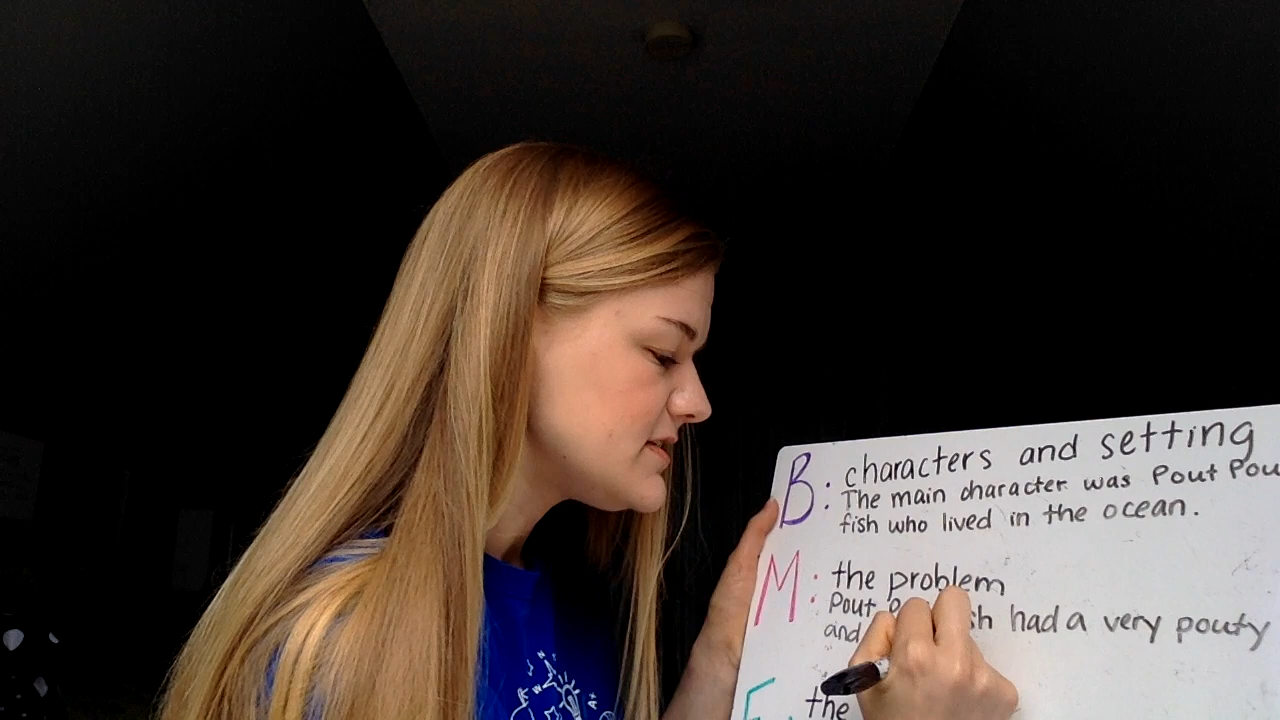 B: characters and setting
The main character was Pout Pou
fish who lived in the ocean.
M: the problem
Pout sh had a very pouty
and
the